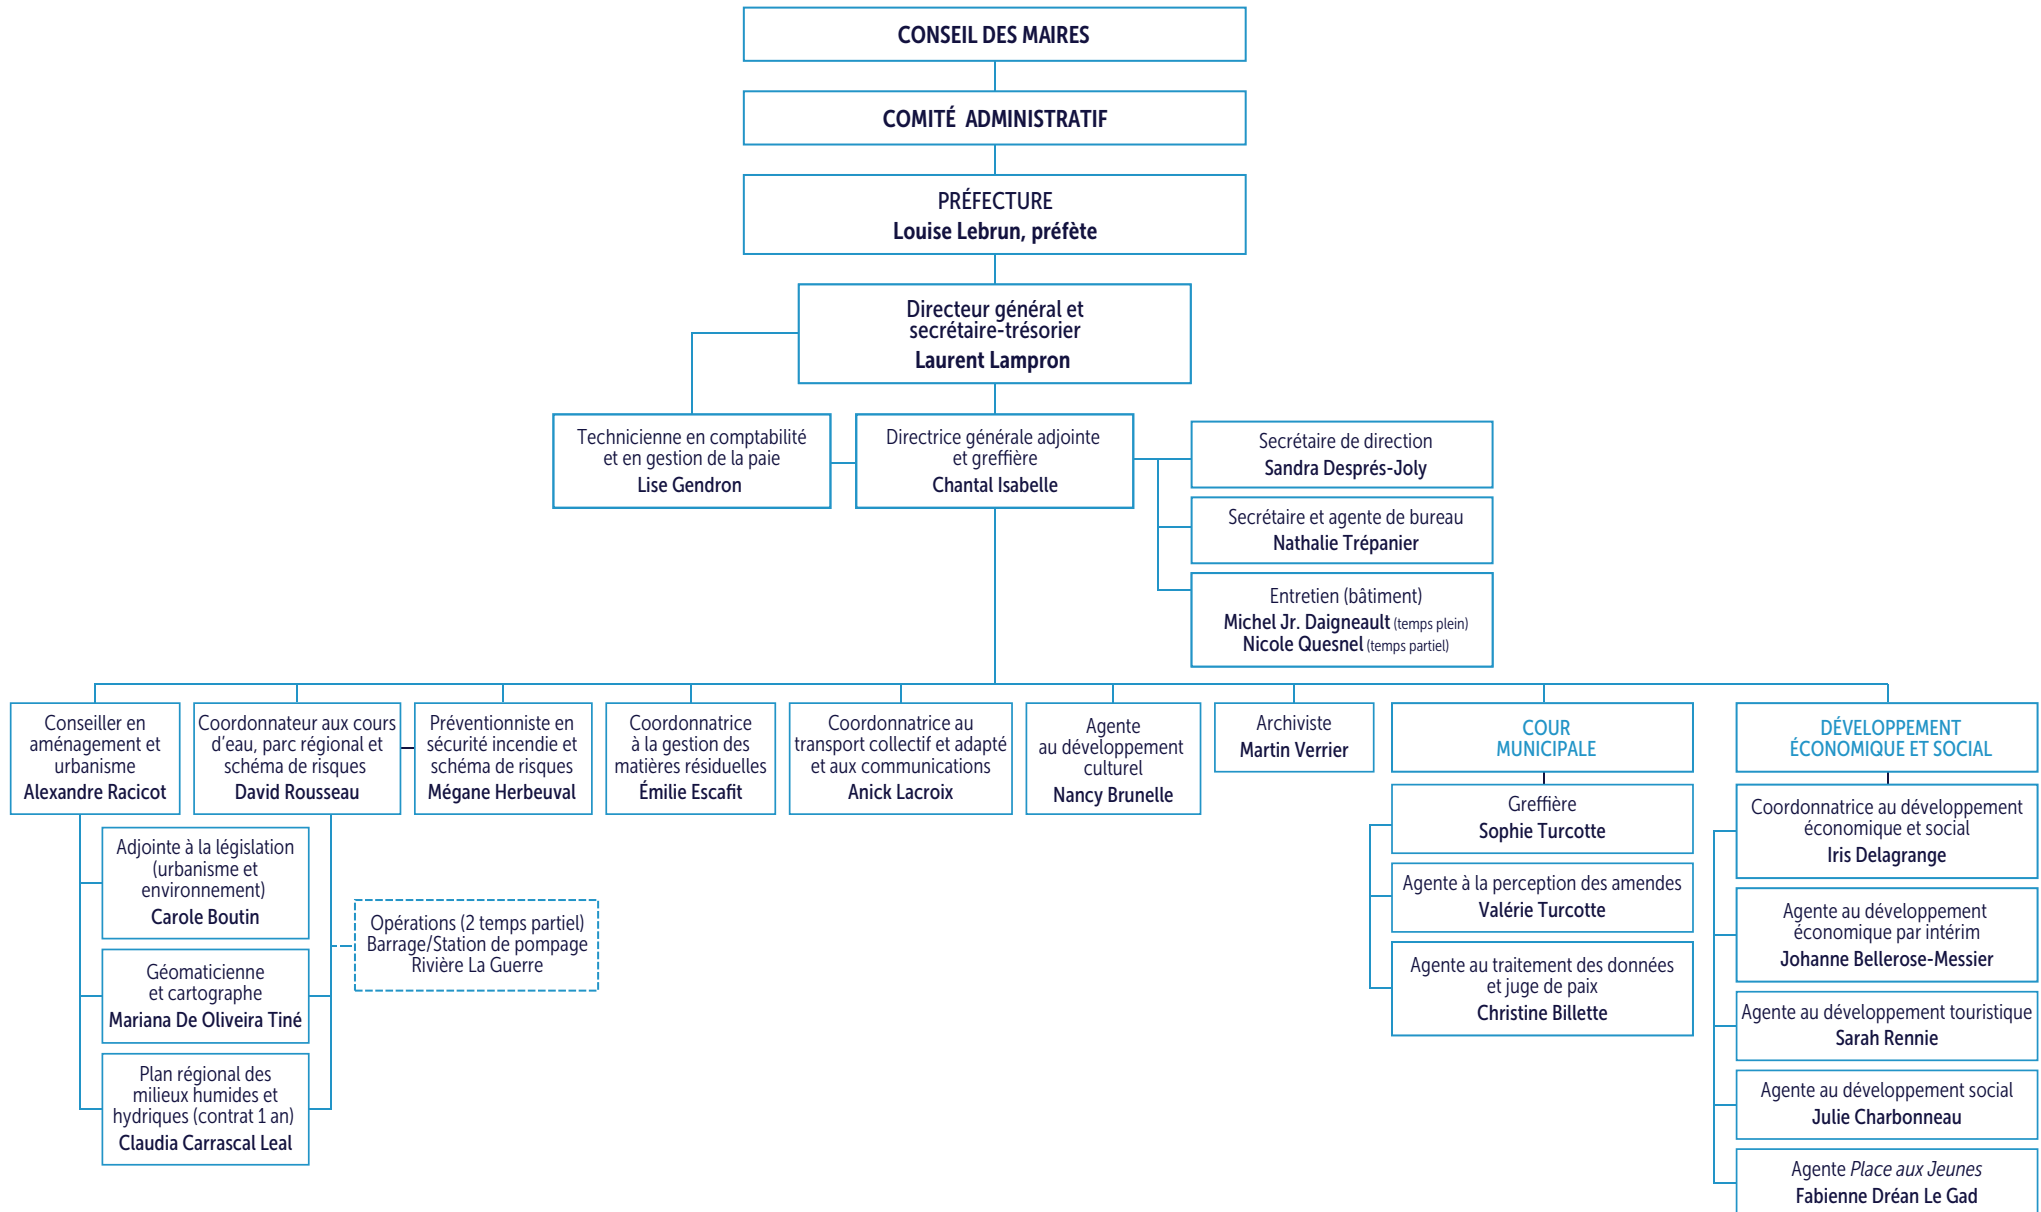 CONSEIL DES MAIRES
COMITÉ ADMINISTRATIF
PRÉFECTURE
Louise Lebrun, préfète
Directeur général et
secrétaire-trésorier
Laurent Lampron
Technicienne en comptabilité
et en gestion de la paie
Lise Gendron
Directrice générale adjointe
et greffière
Chantal Isabelle
Secrétaire de direction
Sandra Després-Joly
Secrétaire et agente de bureau
Nathalie Trépanier
Entretien (bâtiment)
Michel Jr. Daigneault (temps plein)
Nicole Quesnel (temps partiel)
Conseiller en
aménagement et
urbanisme
Alexandre Racicot
Adjointe à la législation
(urbanisme et
environnement)
Carole Boutin
Géomaticienne
et cartographe
Mariana De Oliveira Tiné
Plan régional des
milieux humides et
hydriques (contrat 1 an)
Claudia Carrascal Leal
Coordonnateur aux cours
d'eau, parc régional et
schéma de risques
David Rousseau
Opérations (2 temps partiel)
Barrage/Station de pompage
Rivière La Guerre
Préventionniste en
sécurité incendie et
schéma de risques
Mégane Herbeuval
Coordonnatrice
à la gestion des
matières résiduelles
Émilie Escafit
Coordonnatrice au
transport collectif et adapté
et aux communications
Anick Lacroix
Agente
au développement
culturel
Nancy Brunelle
Archiviste
Martin Verrier
COUR
MUNICIPALE
Greffière
Sophie Turcotte
Agente à la perception des amendes
Valérie Turcotte
Agente au traitement des données
et juge de paix
Christine Billette
DÉVELOPPEMENT
ÉCONOMIQUE ET SOCIAL
Coordonnatrice au développement
économique et social
Iris Delagrange
Agente au développement
économique par intérim
Johanne Bellerose-Messier
Agente au développement touristique
Sarah Rennie
Agente au développement social
Julie Charbonneau
Agente Place aux Jeunes
Fabienne Dréan Le Gad